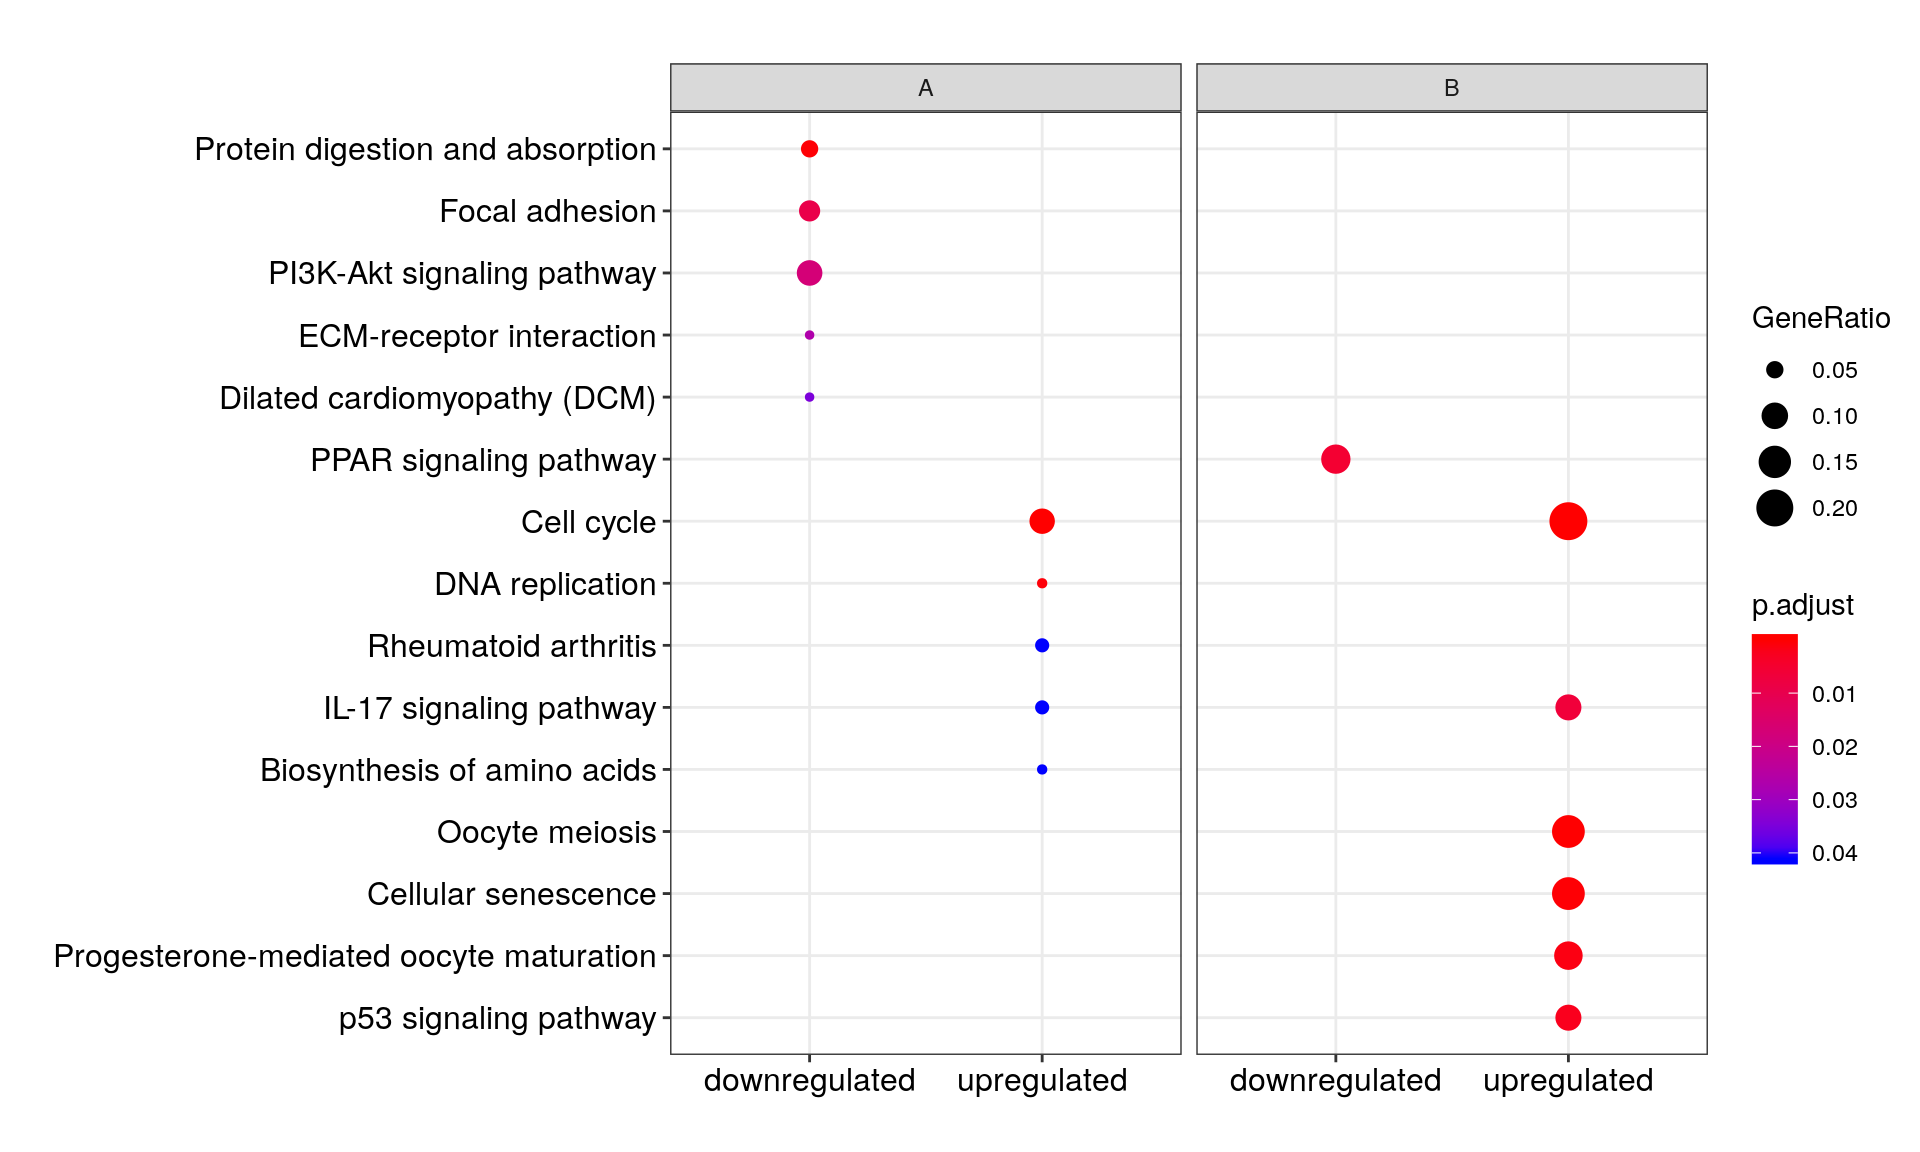 A
B
Protein digestion and absorption
Focal adhesion
PI3K-Akt signaling pathway
ECM-receptor interaction
Dilated cardiomyopathy (DCM)
PPAR signaling pathway
Cell cycle
DNA replication
Rheumatoid arthritis
IL-17 signaling pathway
Biosynthesis of amino acids
Oocyte meiosis
Cellular senescence
Progesterone-mediated oocyte maturation
p53 signaling pathway
downregulated
upregulated
downregulated
upregulated
GeneRatio
0.05
0.10
0.15
0.20
p.adjust
0.01
0.02
0.03
0.04